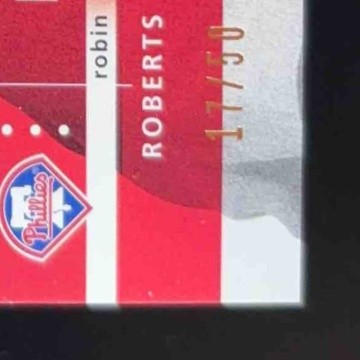 robin
ROBERTS
17/50
Phillies